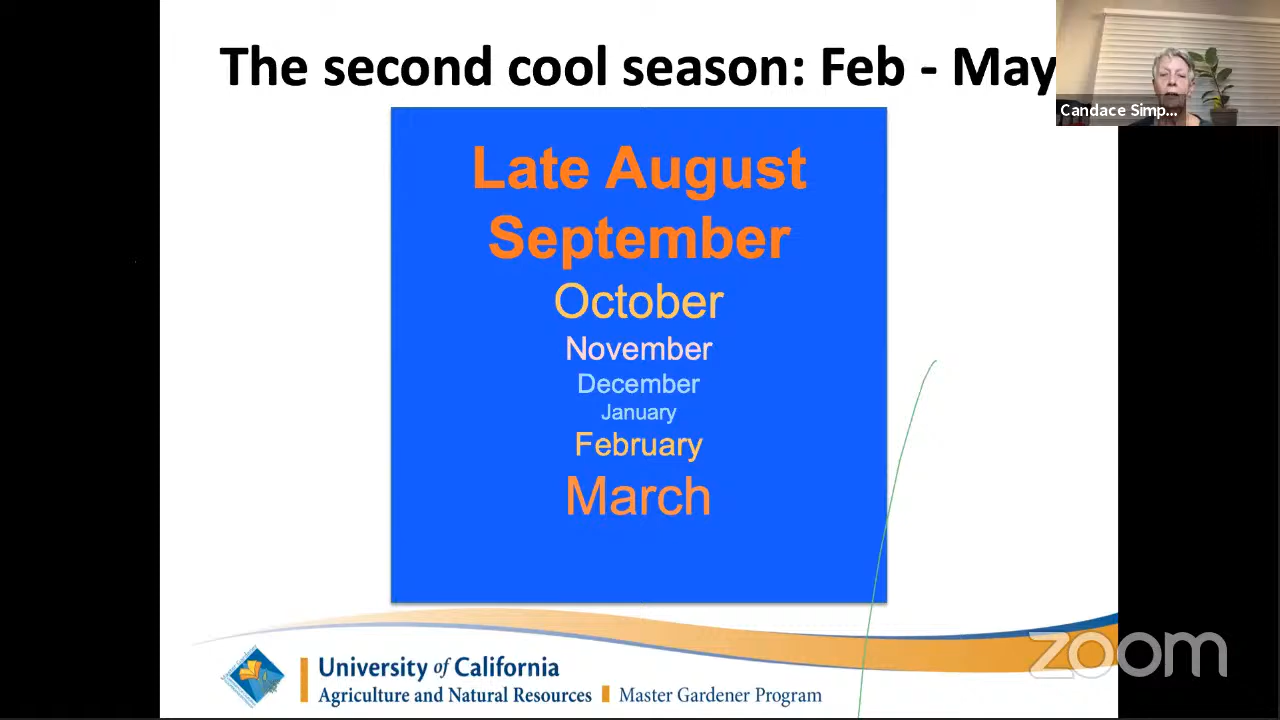 The second cool season: Feb - May
Candace Simp...
Late August
September
October
November
December
January
February
March
University of California
Agriculture and Natural Resources Master Gardener Program
zoom